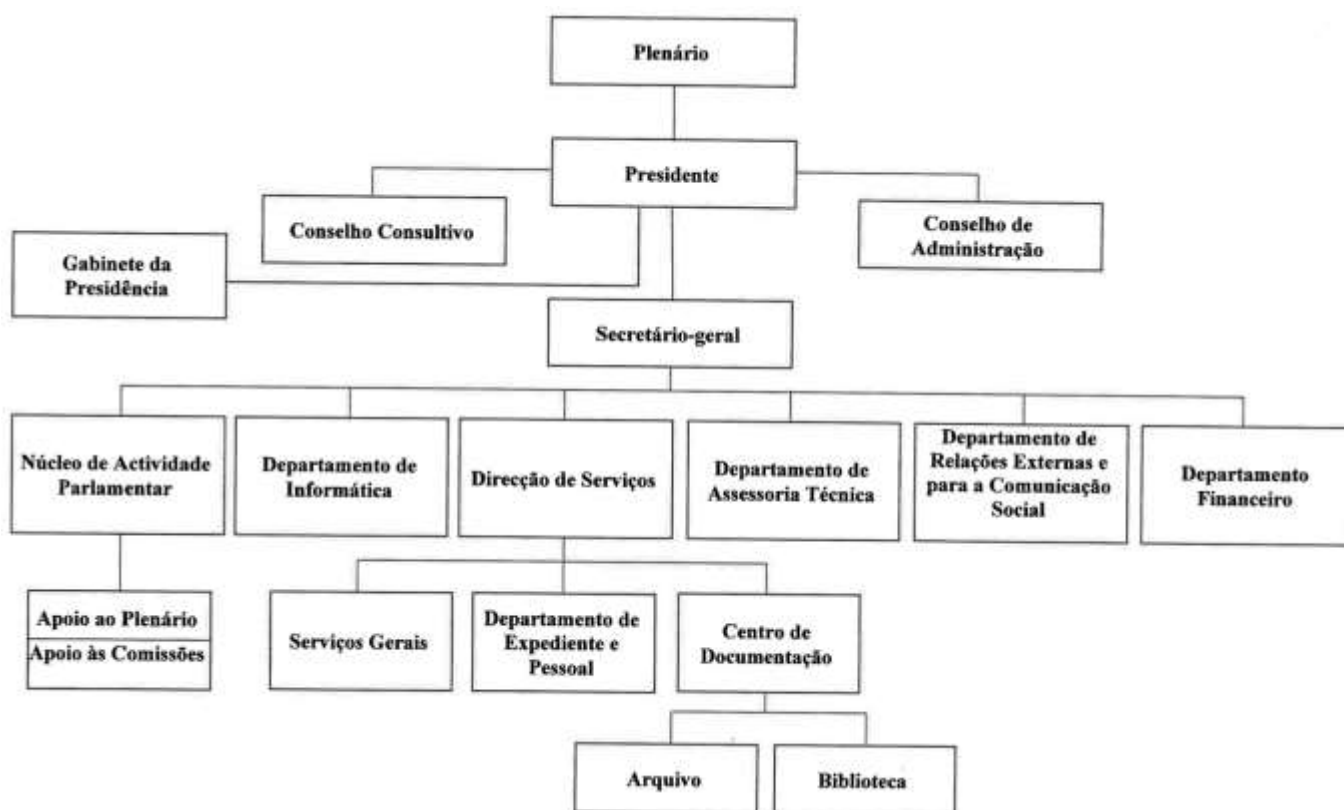 Plenário
Presidente
Conselho Consultivo
Conselho de
Administração
Gabinete da
Presidência
Secretário-geral
Núcleo de Actividade
Parlamentar
Departamento de
Informática
Direcção de Serviços
Departamento de
Assessoria Técnica
Departamento de
Relações Externas e
para a Comunicação
Social
Departamento
Financeiro
Apoio ao Plenário
Apoio às Comissões
Serviços Gerais
Departamento de
Expediente e
Pessoal
Centro de
Documentação
Arquivo
Biblioteca